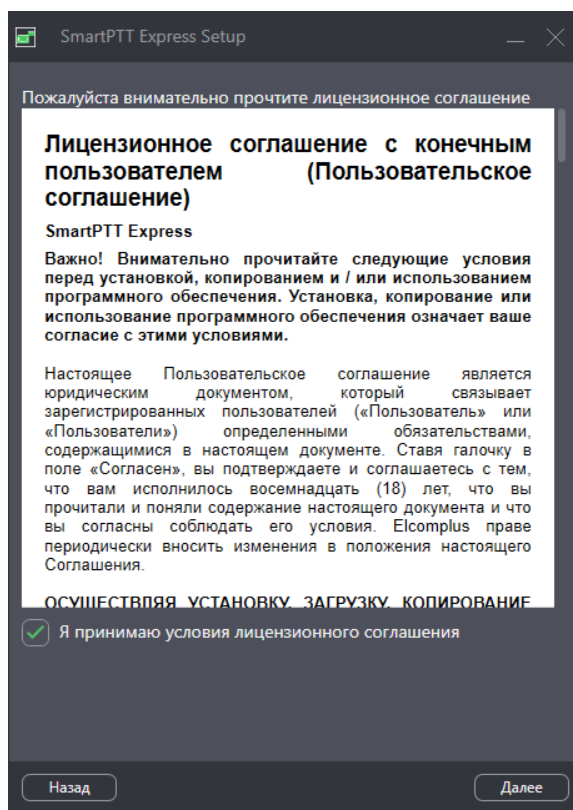 SmartPTT Express Setup
Пожалуйста внимательно прочтите лицензионное соглашение
Лицензионное соглашение с конечным
пользователем (Пользовательское
соглашение)
SmartPTT Express
Важно! Внимательно прочитайте следующие условия
перед установкой, копированием и / или использованием
программного обеспечения. Установка, копирование или
использование программного обеспечения означает ваше
согласие с этими условиями.
Настоящее Пользовательское соглашение является
юридическим документом, который связывает
зарегистрированных пользователей («Пользователь» или
«Пользователи») определенными обязательствами,
содержащимися в настоящем документе. Ставя галочку в
поле «Согласен», вы подтверждаете и соглашаетесь с тем,
что вам исполнилось восемнадцать (18) лет, что вы
прочитали и поняли содержание настоящего документа и что
вы согласны соблюдать его условия. Elcomplus праве
периодически вносить изменения в положения настоящего
Соглашения.
ОСУЩЕСТВЛЯЯ УСТАНОВКУ, ЗАГРУЗКУ, КОПИРОВАНИЕ
Я принимаю условия лицензионного соглашения
Назад
Далее